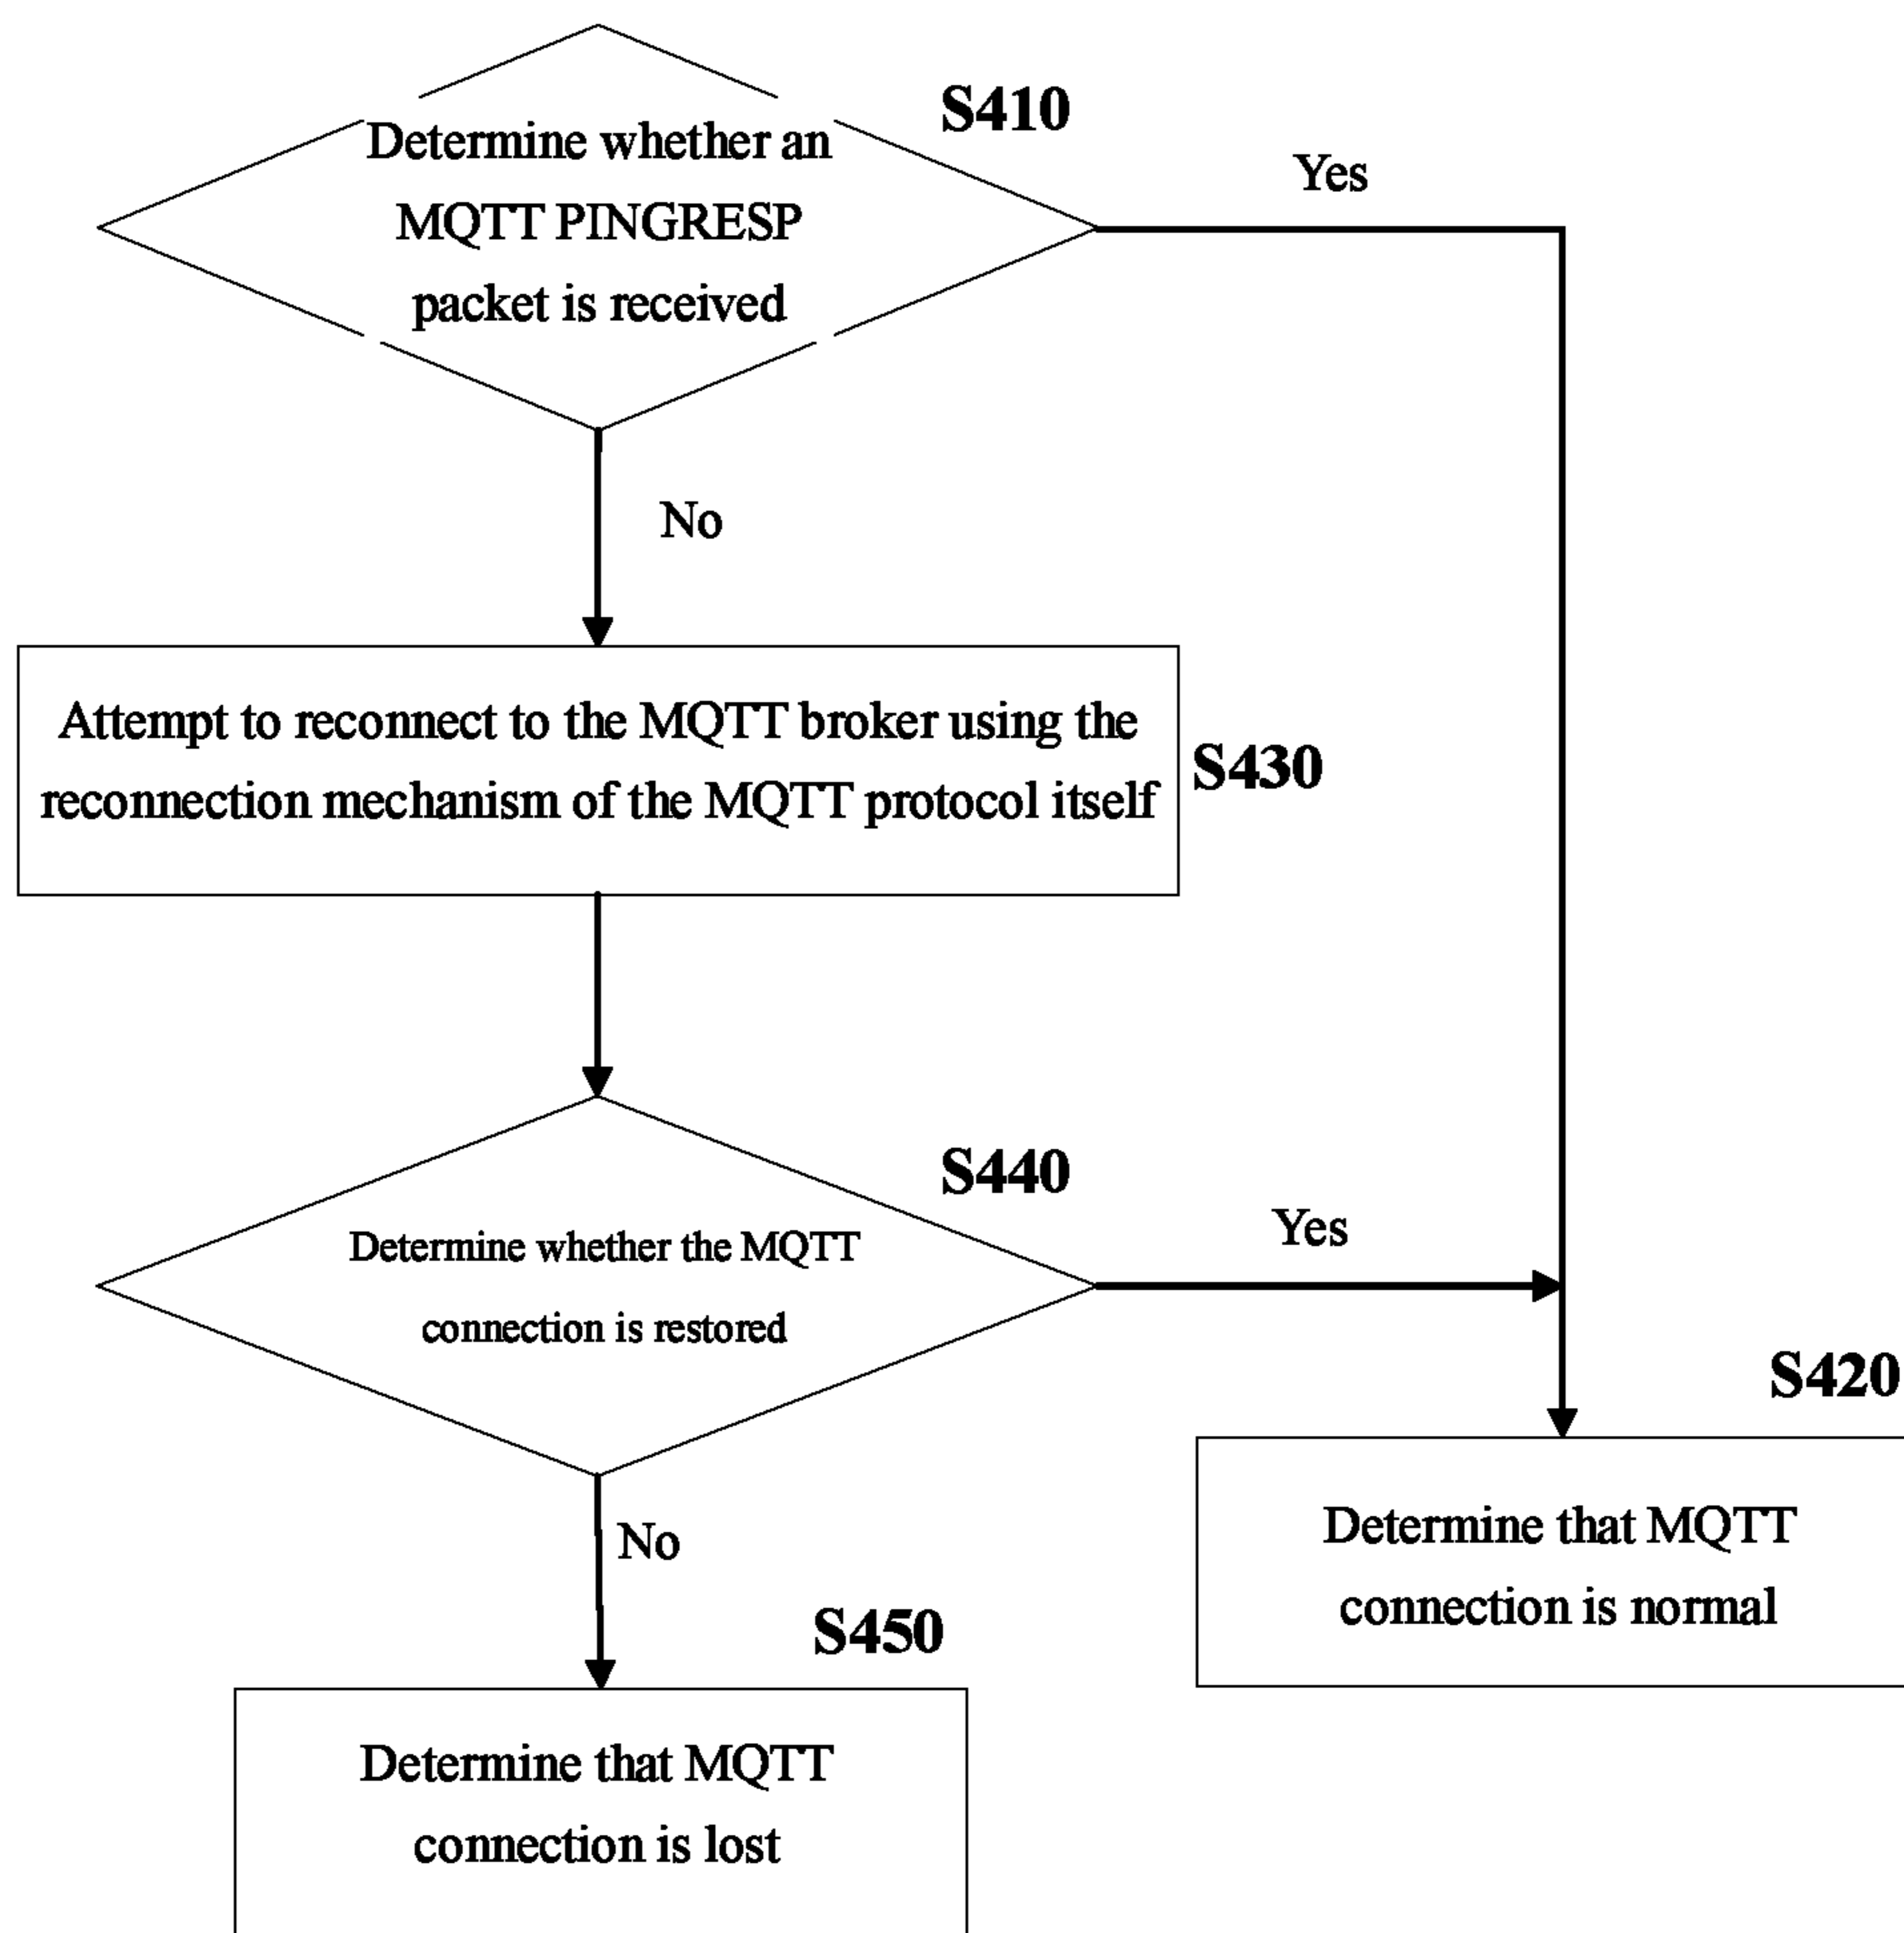 S410
Determine whether an
MQTT PINGRESP
packet is received
Yes
No
Attempt to reconnect to the MQTT broker using the
reconnection mechanism of the MQTT protocol itself
S430
S440
Determine whether the MQTT
connection is restored
Yes
No
S420
Determine that MQTT
connection is normal
S450
Determine that MQTT
connection is lost